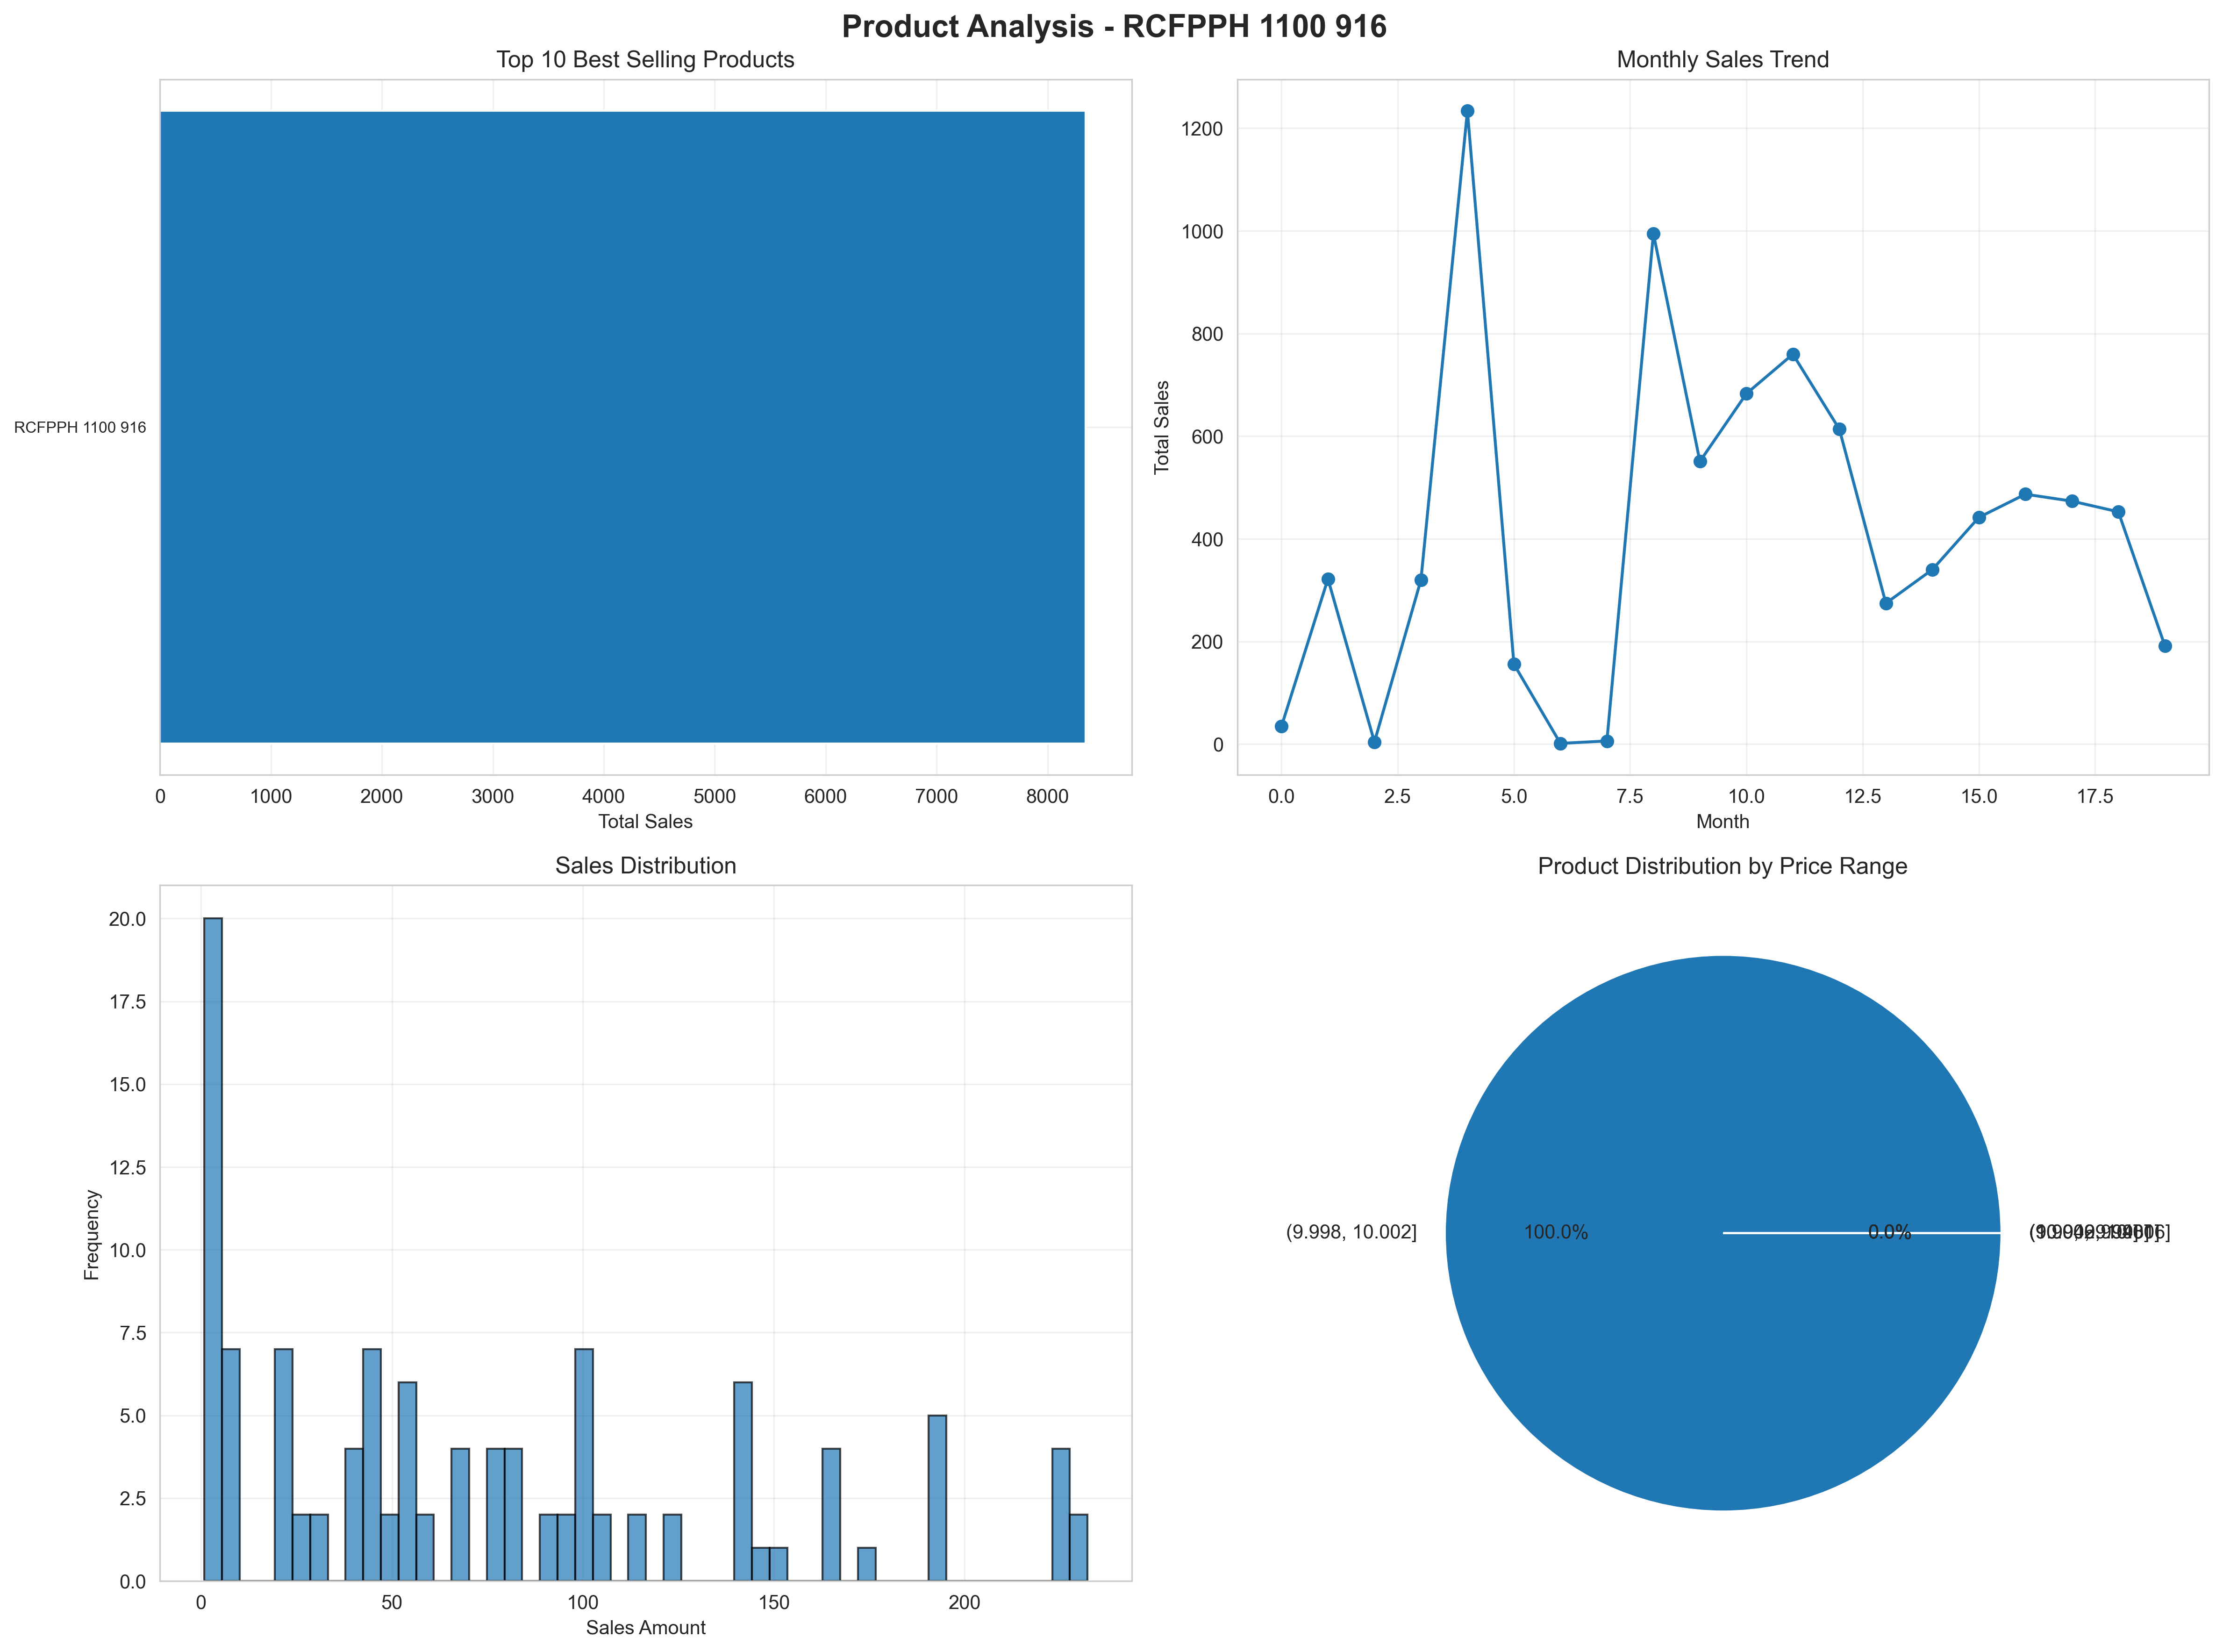 Product Analysis - RCFPPH 1100 916
Top 10 Best Selling Products
RCFPPH 1100 916
0 1000 2000 3000 4000 5000 6000 7000 8000
Total Sales
Monthly Sales Trend
1200
1000
800
600
400
200
0
Total Sales
0.0 2.5 5.0 7.5 10.0 12.5 15.0 17.5
Month
Sales Distribution
20.0
17.5
15.0
12.5
10.0
7.5
5.0
2.5
0.0
Frequency
0 50 100 150 200
Sales Amount
Product Distribution by Price Range
(9.998, 10.002] 100.0% 0.0%